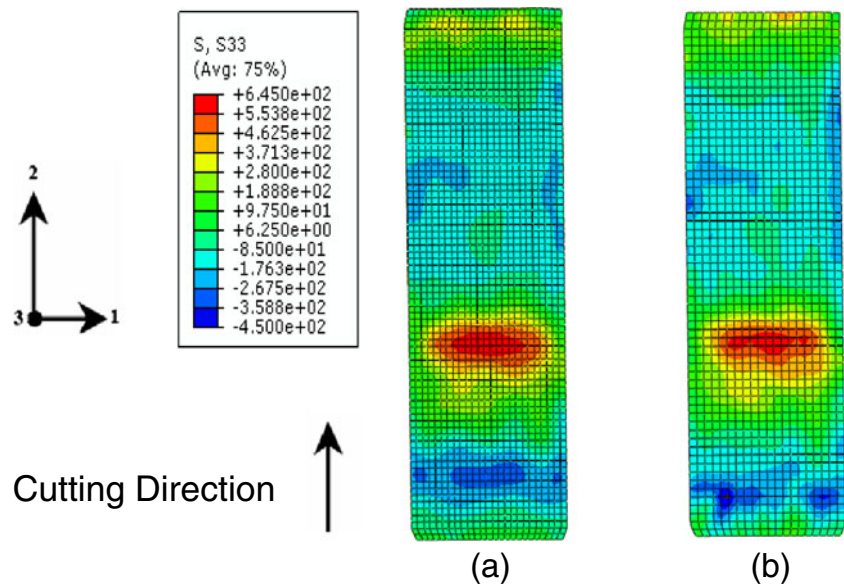 S, S33
(Avg: 75%)
+6.450e+02
+5.538e+02
+4.625e+02
+3.713e+02
+2.800e+02
+1.888e+02
+9.750e+01
+6.250e+00
-8.500e+01
-1.763e+02
-2.675e+02
-3.588e+02
-4.500e+02
2
3 1
Cutting Direction
(a) (b)